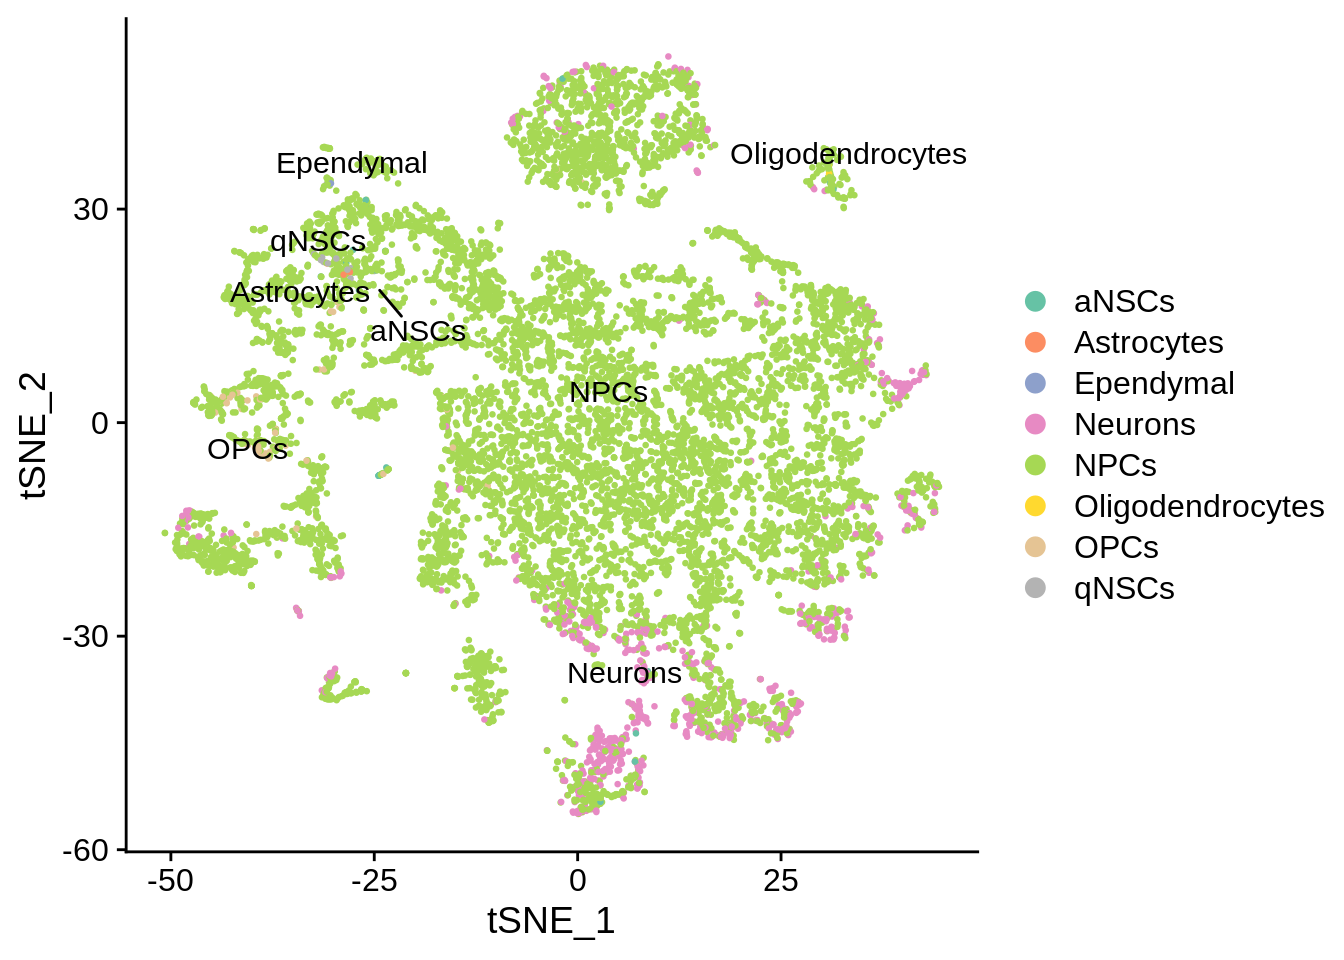 Ependymal
Oligodendrocytes
qNSCs
Astrocytes
aNSCs
NPCs
OPCs
Neurons
30
0
-30
-60
-50
-25
0
25
tSNE_1
tSNE_2
aNSCs
Astrocytes
Ependymal
Neurons
NPCs
Oligodendrocytes
OPCs
qNSCs